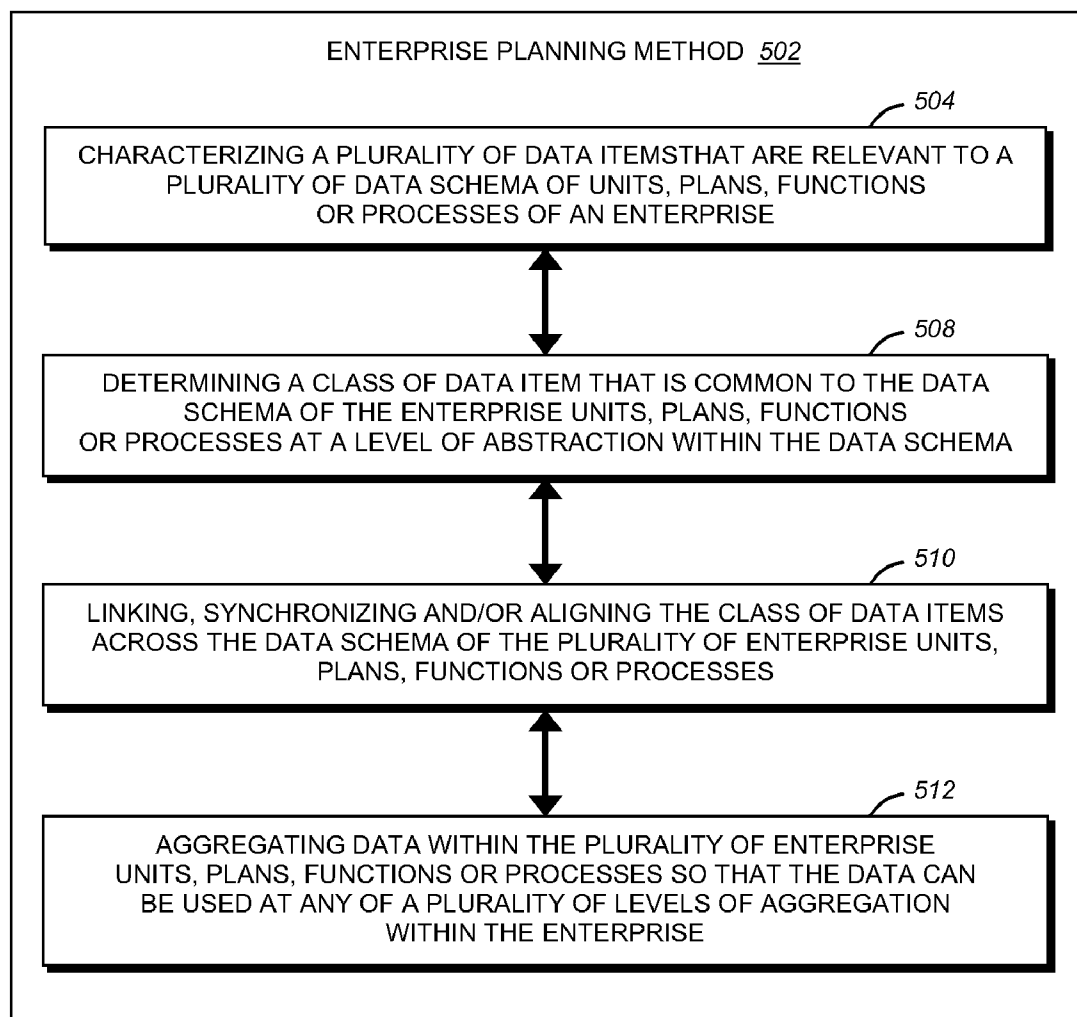 ENTERPRISE PLANNING METHOD 502
504
CHARACTERIZING A PLURALITY OF DATA ITEMSTHAT ARE RELEVANT TO A
PLURALITY OF DATA SCHEMA OF UNITS, PLANS, FUNCTIONS
OR PROCESSES OF AN ENTERPRISE
508
DETERMINING A CLASS OF DATA ITEM THAT IS COMMON TO THE DATA
SCHEMA OF THE ENTERPRISE UNITS, PLANS, FUNCTIONS
OR PROCESSES AT A LEVEL OF ABSTRACTION WITHIN THE DATA SCHEMA
510
LINKING, SYNCHRONIZING AND/OR ALIGNING THE CLASS OF DATA ITEMS
ACROSS THE DATA SCHEMA OF THE PLURALITY OF ENTERPRISE UNITS,
PLANS, FUNCTIONS OR PROCESSES
512
AGGREGATING DATA WITHIN THE PLURALITY OF ENTERPRISE
UNITS, PLANS, FUNCTIONS OR PROCESSES SO THAT THE DATA CAN
BE USED AT ANY OF A PLURALITY OF LEVELS OF AGGREGATION
WITHIN THE ENTERPRISE